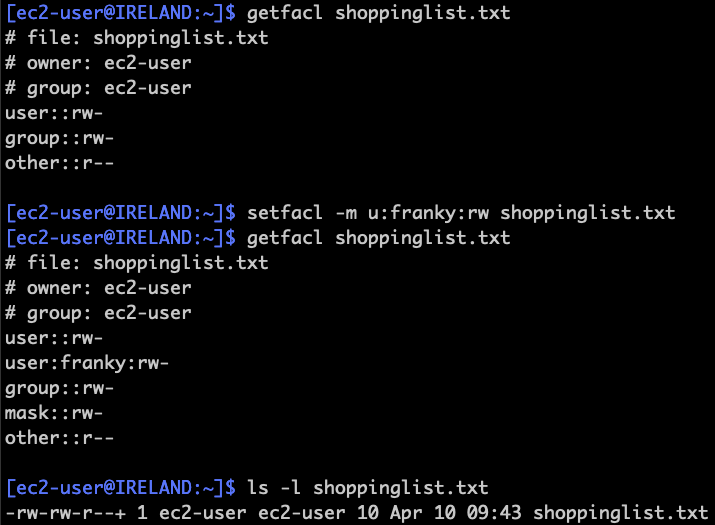 [ec2-user@IRELAND:~]$ getfacl shoppinglist.txt
# file: shoppinglist.txt
# owner: ec2-user
# group: ec2-user
user::rw-
group::rw-
other::r--
[ec2-user@IRELAND:~]$ setfacl -m u:franky:rw shoppinglist.txt
[ec2-user@IRELAND:~]$ getfacl shoppinglist.txt
# file: shoppinglist.txt
# owner: ec2-user
# group: ec2-user
user::rw-
user:franky:rw-
group::rw-
mask::rw-
other::r--
[ec2-user@IRELAND:~]$ ls -l shoppinglist.txt
-rw-rw-r--+ 1 ec2-user ec2-user 10 Apr 10 09:43 shoppinglist.txt